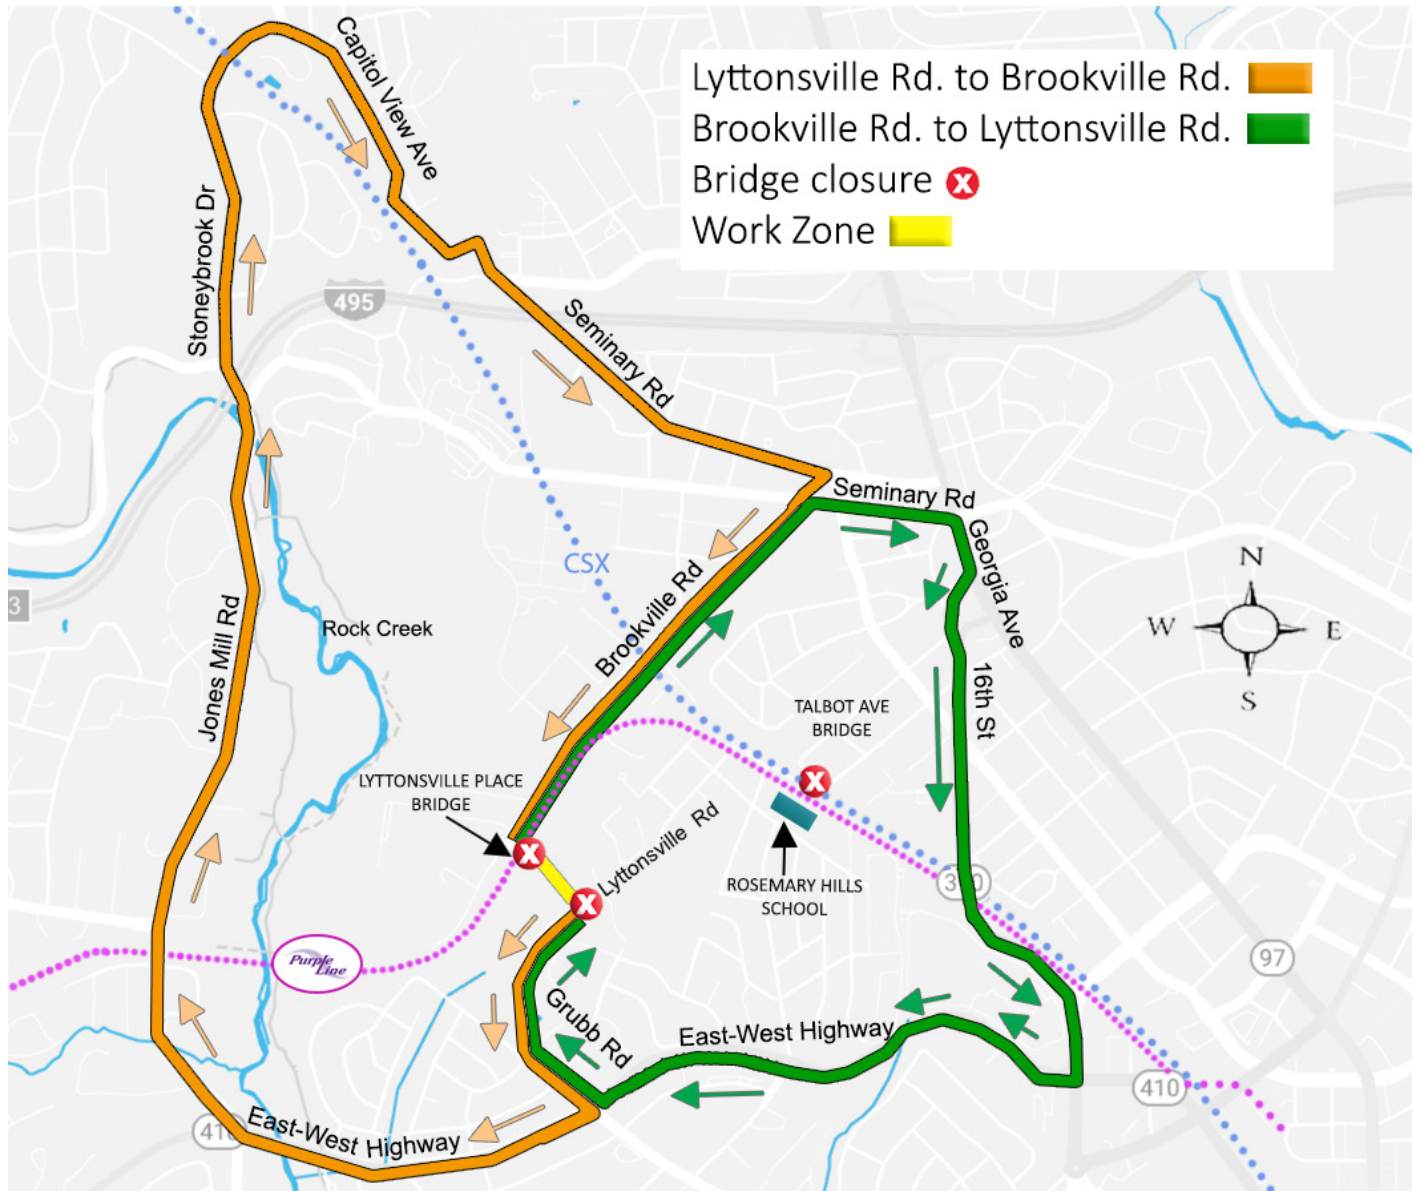 Lyttonsville Rd. to Brookville Rd.
Brookville Rd. to Lyttonsville Rd.
Bridge closure X
Work Zone
Capitol View Ave
Stoneybrook Dr
495
Seminary Rd
Seminary Rd
Georgia Ave
CSX
Brookville Rd
3
Rock Creek
Jones Mill Rd
N
W E
S
16th St
TALBOT AVE
BRIDGE
X
LYTTONSVILLE PLACE
BRIDGE
X
Lyttonsville Rd
X
ROSEMARY HILLS
SCHOOL
Purple
Line
97
Grubb Rd
East-West Highway
410
East-West Highway